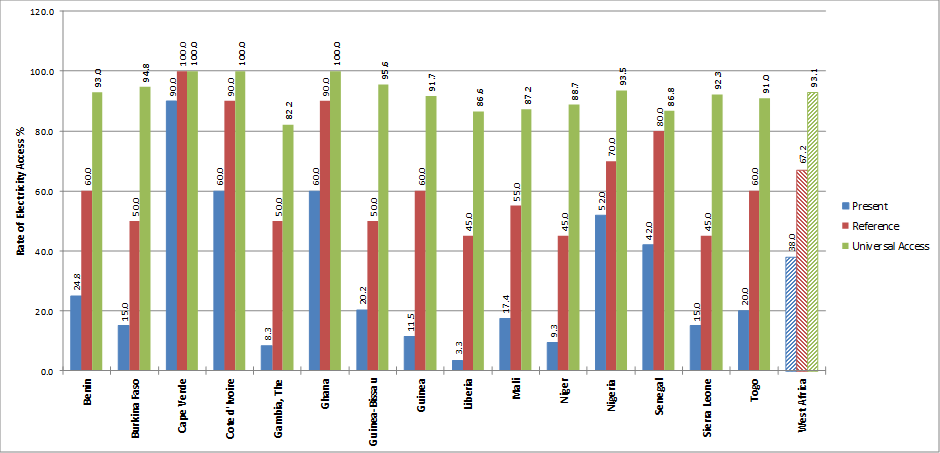 120.0
100.0
80.0
60.0
40.0
20.0
0.0
Rate of Electricity Access %
24.8
60.0
93.0
15.0
50.0
94.8
90.0
100.0
100.0
60.0
90.0
100.0
8.3
50.0
82.2
60.0
90.0
100.0
20.2
50.0
95.6
11.5
60.0
91.7
3.3
45.0
86.6
17.4
55.0
87.2
9.3
45.0
88.7
52.0
70.0
93.5
42.0
80.0
86.8
15.0
45.0
92.3
20.0
60.0
91.0
38.0
67.2
93.1
Benin
Burkina Faso
Cape Verde
Cote d'Ivoire
Gambia, The
Ghana
Guinea-Bissau
Guinea
Liberia
Mali
Niger
Nigeria
Senegal
Sierra Leone
Togo
West Africa
Present
Reference
Universal Access